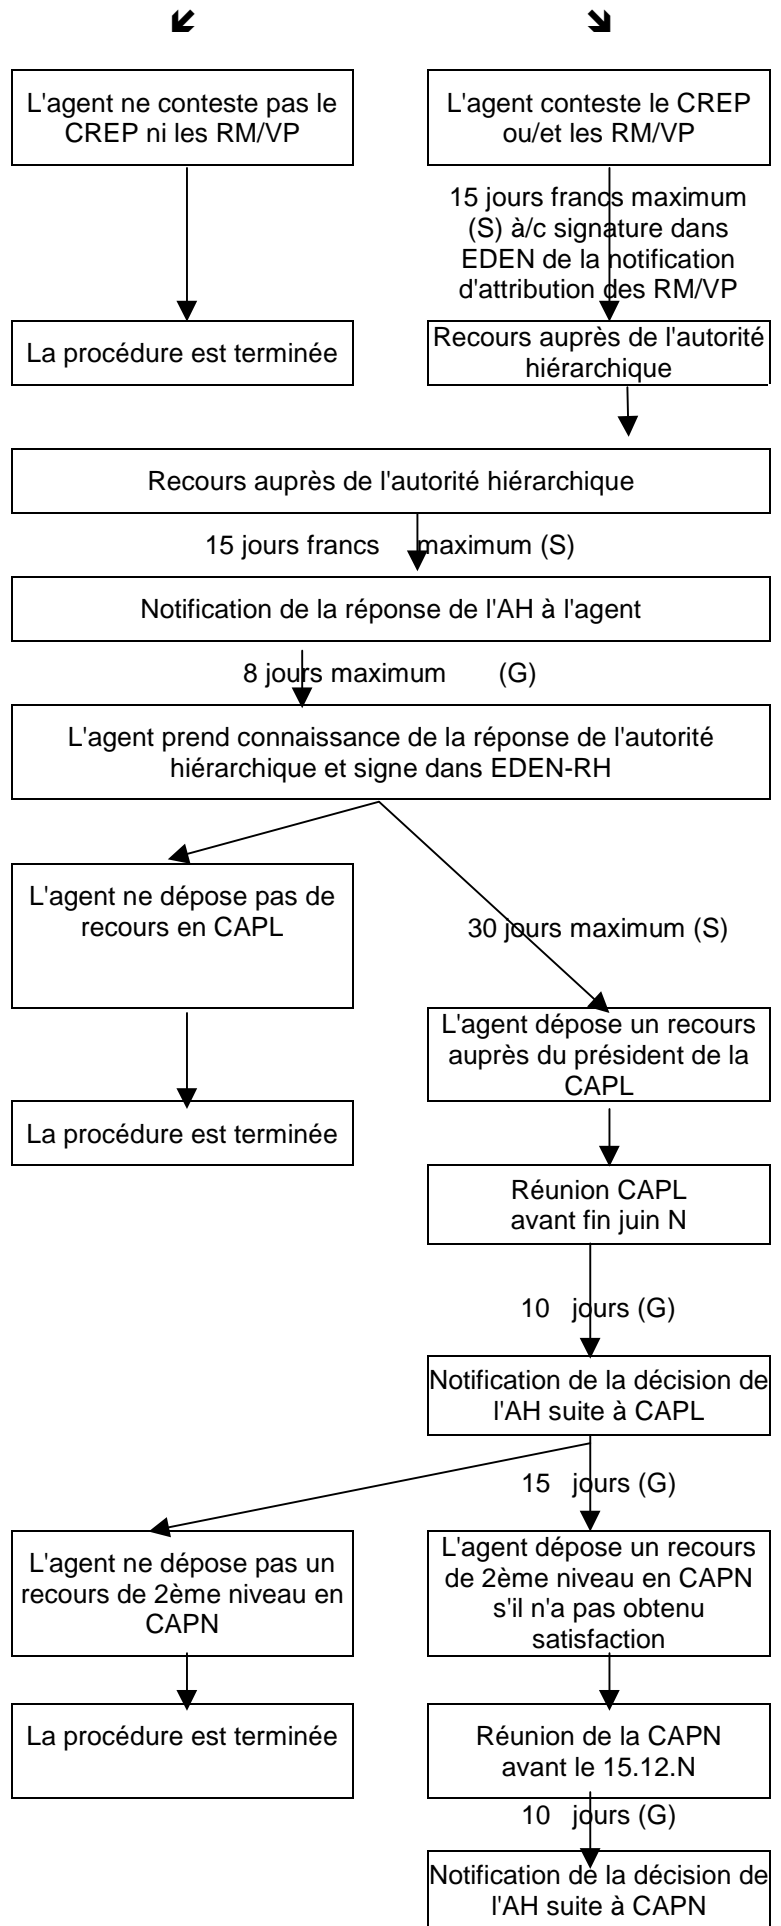 L'agent ne conteste pas le
CREP ni les RM/VP
L'agent conteste le CREP
ou/et les RM/VP
15 jours francs maximum
(S) à/c signature dans
EDEN de la notification
d'attribution des RM/VP
La procédure est terminée
Recours auprès de l'autorité
hiérarchique
Recours auprès de l'autorité hiérarchique
15 jours francs maximum (S)
Notification de la réponse de l'AH à l'agent
8 jours maximum (G)
L'agent prend connaissance de la réponse de l'autorité
hiérarchique et signe dans EDEN-RH
L'agent ne dépose pas de
recours en CAPL
30 jours maximum (S)
L'agent dépose un recours
auprès du président de la
CAPL
La procédure est terminée
Réunion CAPL
avant fin juin N
10 jours (G)
Notification de la décision de
l'AH suite à CAPL
15 jours (G)
L'agent ne dépose pas un
recours de 2ème niveau en
CAPN
L'agent dépose un recours
de 2ème niveau en CAPN
s'il n'a pas obtenu
satisfaction
La procédure est terminée
Réunion de la CAPN
avant le 15.12.N
10 jours (G)
Notification de la décision de
l'AH suite à CAPN